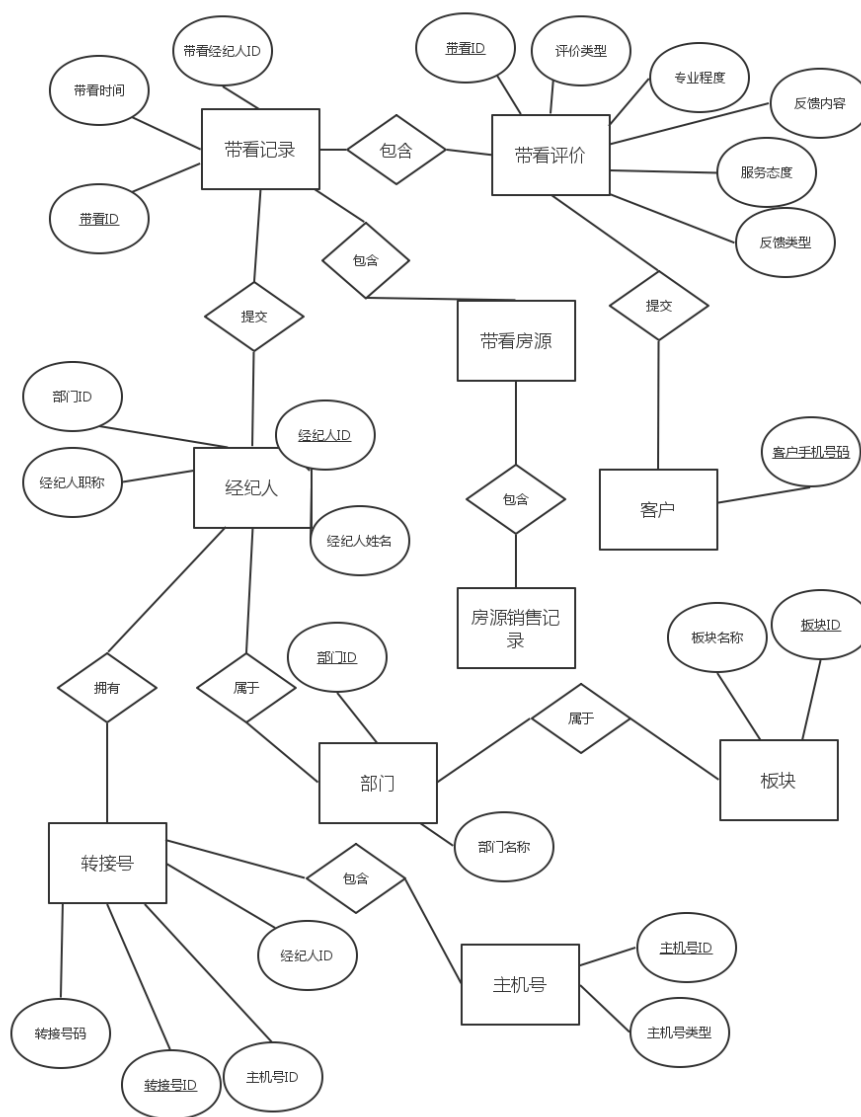 带看经纪人ID
带看ID
评价类型
专业程度
带看时间
反馈内容
带看记录
包含
带看评价
服务态度
带看ID
反馈类型
包含
提交
提交
带看房源
部门ID
经纪人ID
客户手机号码
经纪人职称
经纪人
包含
客户
经纪人姓名
房源销售记
录
板块名称
板块ID
部门ID
拥有
属于
属于
部门
板块
部门名称
转接号
包含
经纪人ID
主机号ID
主机号
转接号码
主机号类型
转接号ID
主机号ID